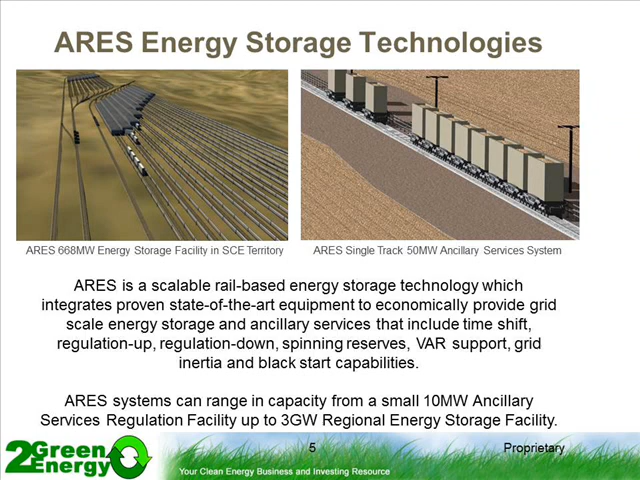 ARES Energy Storage Technologies
ARES 668MW Energy Storage Facility in SCE Territory
ARES Single Track 50MW Ancillary Services System
ARES is a scalable rail-based energy storage technology which
integrates proven state-of-the-art equipment to economically provide grid
scale energy storage and ancillary services that include time shift,
regulation-up, regulation-down, spinning reserves, VAR support, grid
inertia and black start capabilities.
ARES systems can range in capacity from a small 10MW Ancillary
Services Regulation Facility up to 3GW Regional Energy Storage Facility.
2Green
Energy
5
Proprietary
Your Clean Energy Business and Investing Resource